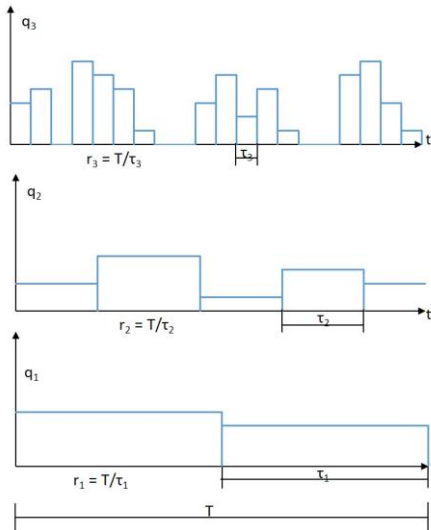 q₃
t
τ₃
r₃ = T/τ₃
q₂
t
τ₂
r₂ = T/τ₂
q₁
τ₁
r₁ = T/τ₁
T